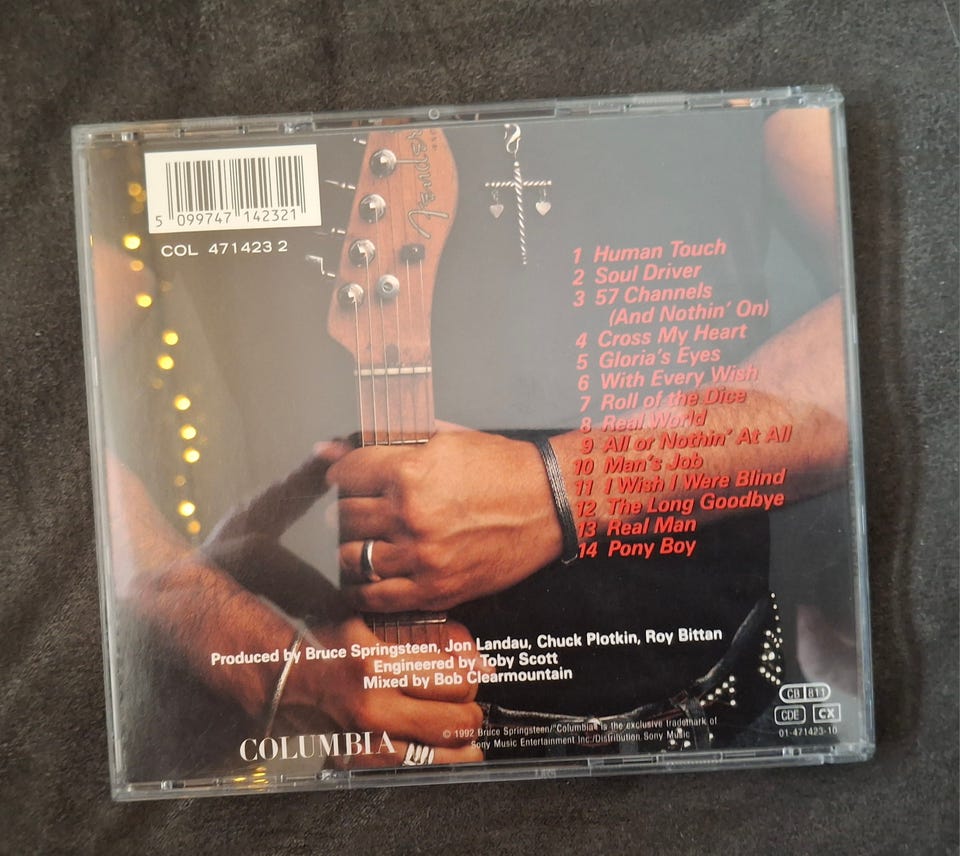 5 099747 142321
COL 471423 2
Fender
1 Human Touch
2 Soul Driver
3 57 Channels
(And Nothin' On)
4 Cross My Heart
5 Gloria's Eyes
6 With Every Wish
7 Roll of the Dice
8 Real World
9 All or Nothin' At All
10 Man's Job
11 I Wish I Were Blind
12 The Long Goodbye
13 Real Man
14 Pony Boy
Produced by Bruce Springsteen, Jon Landau, Chuck Plotkin, Roy Bittan
Engineered by Toby Scott
Mixed by Bob Clearmountain
COLUMBIA
© 1992 Bruce Springsteen/"Columbia" is the exclusive trademark of
Sony Music Entertainment Inc./Distribution Sony Music
CB 811
CDE CX
01-471423-10